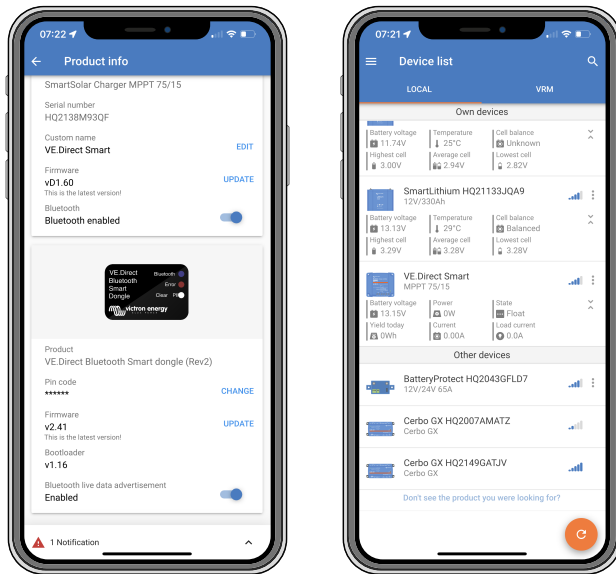 07:22
Product info
SmartSolar Charger MPPT 75/15
Serial number
HQ2138M93QF
Custom name
VE.Direct Smart
EDIT
Firmware
vD1.60
UPDATE
This is the latest version!
Bluetooth
Bluetooth enabled
VE.Direct
Bluetooth
Smart
Dongle
Bluetooth
Error
Clear PIN
victron energy
Product
VE.Direct Bluetooth Smart dongle (Rev2)
Pin code
******
CHANGE
Firmware
v2.41
UPDATE
This is the latest version!
Bootloader
v1.16
Bluetooth live data advertisement
Enabled
1 Notification
07:21
Device list
LOCAL VRM
Own devices
Battery voltage Temperature Cell balance
11.74V 25°C Unknown
Highest cell Average cell Lowest cell
3.00V 2.94V 2.82V
SmartLithium HQ21133JQA9
12V/330Ah
Battery voltage Temperature Cell balance
13.13V 29°C Balanced
Highest cell Average cell Lowest cell
3.29V 3.28V 3.28V
VE.Direct Smart
MPPT 75/15
Battery voltage Power State
13.15V 0W Float
Yield today Current Load current
0Wh 0.00A 0.0A
Other devices
BatteryProtect HQ2043GFLD7
12V/24V 65A
Cerbo GX HQ2007AMATZ
Cerbo GX
Cerbo GX HQ2149GATJV
Cerbo GX
Don't see the product you were looking for?